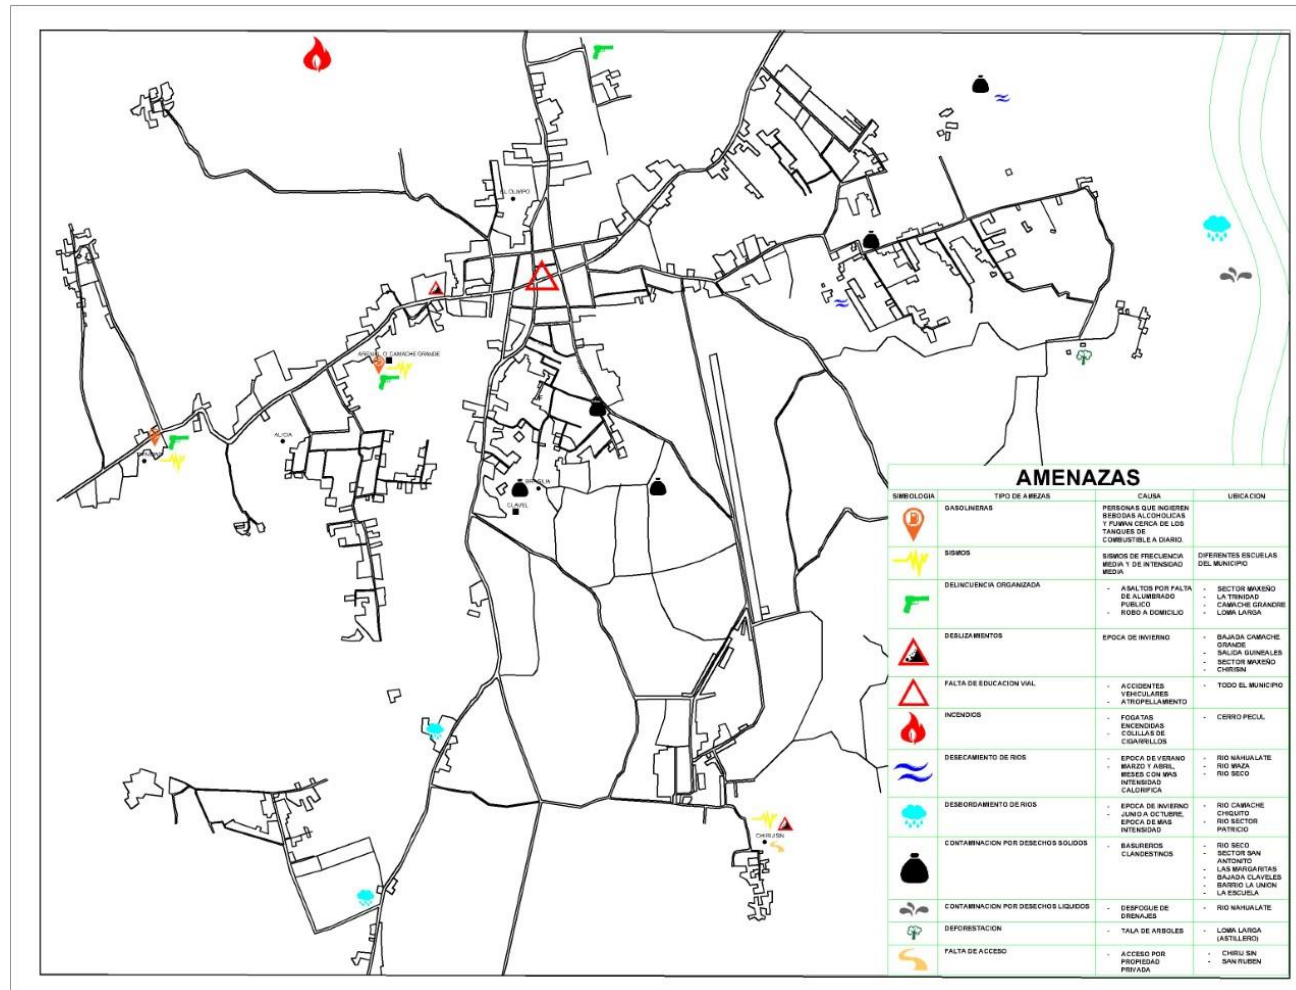 AL OLIMPO
ARENAL O CAMACHE GRANDE
ALICIA
BRASILIA
CLAVEL
CHIRIJSIN
AMENAZAS
SIMBOLOGIA TIPO DE AMEZAS CAUSA UBICACION
GASOLINERAS
PERSONAS QUE INGIEREN
BEBODAS ALCOHOLICAS
Y FUMAN CERCA DE LOS
TANQUES DE
COMBUSTIBLE A DIARIO.
SISMOS
SISMOS DE FRECUENCIA
MEDIA Y DE INTENSIDAD
MEDIA
DIFERENTES ESCUELAS
DEL MUNICIPIO
DELINCUENCIA ORGANIZADA
- ASALTOS POR FALTA
DE ALUMBRADO
PUBLICO
- ROBO A DOMICILIO
- SECTOR MAXEÑO
- LA TRINIDAD
- CAMACHE GRANDRE
- LOMA LARGA
DESLIZAMIENTOS
EPOCA DE INVIERNO
- BAJADA CAMACHE
GRANDE
- SALIDA GUINEALES
- SECTOR MAXEÑO
- CHIRISIN
FALTA DE EDUCACION VIAL
- ACCIDENTES
VEHICULARES
- ATROPELLAMIENTO
- TODO EL MUNICIPIO
INCENDIOS
- FOGATAS
ENCENDIDAS
- COLILLAS DE
CIGARRILLOS
- CERRO PECUL
DESECAMIENTO DE RIOS
- EPOCA DE VERANO
- MARZO Y ABRIL,
MESES CON MAS
INTENSIDAD
CALORIFICA
- RIO NAHUALATE
- RIO MAZA
- RIO SECO
DESBORDAMIENTO DE RIOS
- EPOCA DE INVIERNO
- JUNIO A OCTUBRE,
EPOCA DE MAS
INTENSIDAD
- RIO CAMACHE
CHIQUITO
- RIO SECTOR
PATRICIO
CONTAMINACION POR DESECHOS SOLIDOS
- BASUREROS
CLANDESTINOS
- RIO SECO
- SECTOR SAN
ANTONITO
- LAS MARGARITAS
- BAJADA CLAVELES
- BARRIO LA UNION
- LA ESCUELA
CONTAMINACION POR DESECHOS LIQUIDOS
- DESFOGUE DE
DRENAJES
- RIO NAHUALATE
DEFORESTACION
- TALA DE ARBOLES
- LOMA LARGA
(ASTILLERO)
FALTA DE ACCESO
- ACCESO POR
PROPIEDAD
PRIVADA
- CHIRIJ SIN
- SAN RUBEN